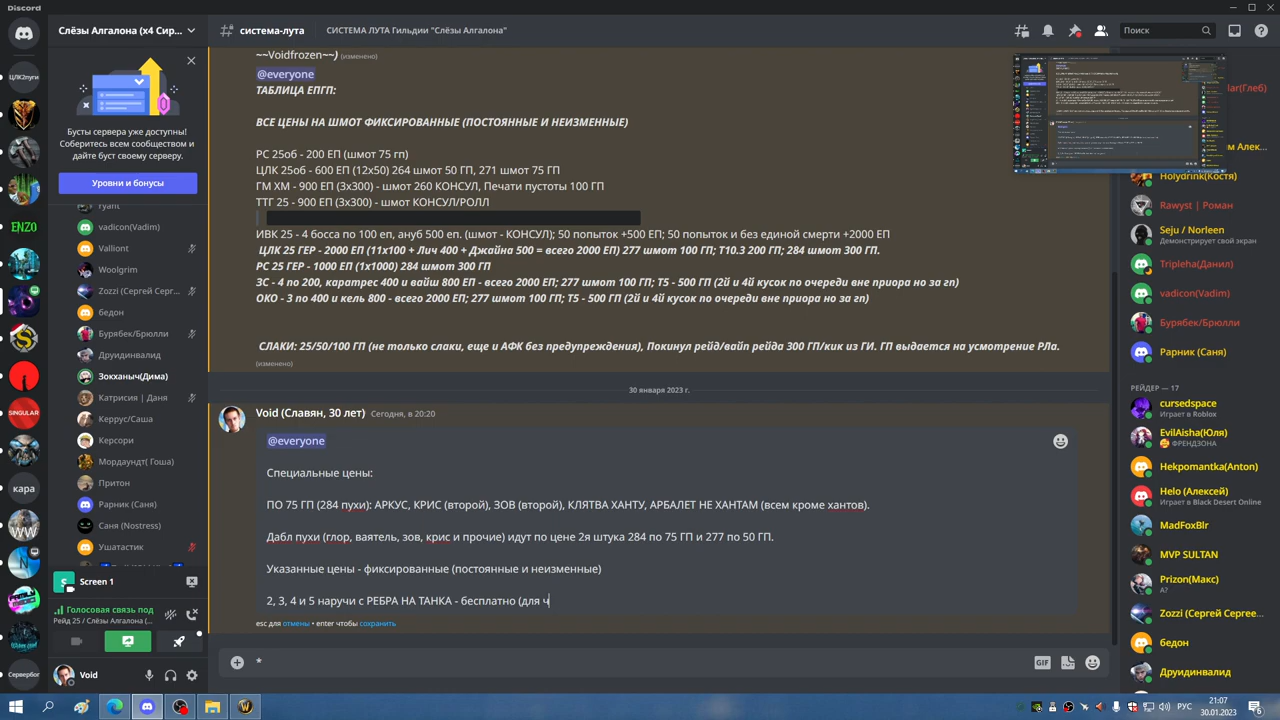 Discord
Слёзы Алгалона (x4 Сир...
система-лута
СИСТЕМА ЛУТА Гильдии "Слёзы Алгалона"
Поиск
ЦЛК2пуги
ENZO
SINGULAR
кара
WW
Сервербог
Бусты сервера уже доступны!
Соберитесь всем сообществом и
дайте буст своему серверу.
Уровни и бонусы
ryant
vadicon(Vadim)
Valliont
Woolgrim
Zozzi (Сергей Серг...
бедон
Бурябек/Брюлли
Друидинвалид
Зокханыч(Дима)
Катрисия | Даня
Керрус/Саша
Керсори
Мордаундт( Гоша)
Притон
Рарник (Саня)
Саня (Nostress)
Ушатастик
Screen 1
Голосовая связь под
Рейд 25 / Слёзы Алгалона (...
Void
~~Voidfrozen~~) (изменено)
@everyone
ТАБЛИЦА ЕПГП:
ВСЕ ЦЕНЫ НА ШМОТ ФИКСИРОВАННЫЕ (ПОСТОЯННЫЕ И НЕИЗМЕННЫЕ)
РС 25об - 200 ЕП (шмот 75гп)
ЦЛК 25об - 600 ЕП (12x50) 264 шмот 50 ГП, 271 шмот 75 ГП
ГМ ХМ - 900 ЕП (3x300) - шмот 260 КОНСУЛ, Печати пустоты 100 ГП
ТТГ 25 - 900 ЕП (3x300) - шмот КОНСУЛ/РОЛЛ
ИВК 25 - 4 босса по 100 еп, ануб 500 еп. (шмот - КОНСУЛ); 50 попыток +500 ЕП; 50 попыток и без единой смерти +2000 ЕП
ЦЛК 25 ГЕР - 2000 ЕП (11x100 + Лич 400 + Джайна 500 = всего 2000 ЕП) 277 шмот 100 ГП; Т10.3 200 ГП; 284 шмот 300 ГП.
РС 25 ГЕР - 1000 ЕП (1x1000) 284 шмот 300 ГП
ЗС - 4 по 200, каратрес 400 и вайш 800 ЕП - всего 2000 ЕП; 277 шмот 100 ГП; Т5 - 500 ГП (2й и 4й кусок по очереди вне приора но за гп)
ОКО - 3 по 400 и кель 800 - всего 2000 ЕП; 277 шмот 100 ГП; Т5 - 500 ГП (2й и 4й кусок по очереди вне приора но за гп)
СЛАКИ: 25/50/100 ГП (не только слаки, еще и АФК без предупреждения), Покинул рейд/вайп рейда 300 ГП/кик из ГИ. ГП выдается на усмотрение РЛа.
(изменено)
30 января 2023 г.
Void (Славян, 30 лет) Сегодня, в 20:20
@everyone
Специальные цены:
ПО 75 ГП (284 пухи): АРКУС, КРИС (второй), ЗОВ (второй), КЛЯТВА ХАНТУ, АРБАЛЕТ НЕ ХАНТАМ (всем кроме хантов).
Дабл пухи (глор, ваятель, зов, крис и прочие) идут по цене 2я штука 284 по 75 ГП и 277 по 50 ГП.
Указанные цены - фиксированные (постоянные и неизменные)
2, 3, 4 и 5 наручи с РЕБРА НА ТАНКА - бесплатно (для ч
esc для отмены • enter чтобы сохранить
*
GIF
lar(Глеб)
м Алек...
Holydrink(Костя)
Rawyst | Роман
Seju / Norleen
Демонстрирует свой экран
Tripleha(Данил)
vadicon(Vadim)
Бурябек/Брюлли
Рарник (Саня)
РЕЙДЕР — 17
cursedspace
Играет в Roblox
EvilAisha(Юля)
ФРЕНДЗОНА
Hekpomantka(Anton)
Helo (Алексей)
Играет в Black Desert Online
MadFoxBlr
MVP SULTAN
Prizon(Макс)
A?
Zozzi (Сергей Сергее...
бедон
Друидинвалид
РУС
21:07
30.01.2023
6